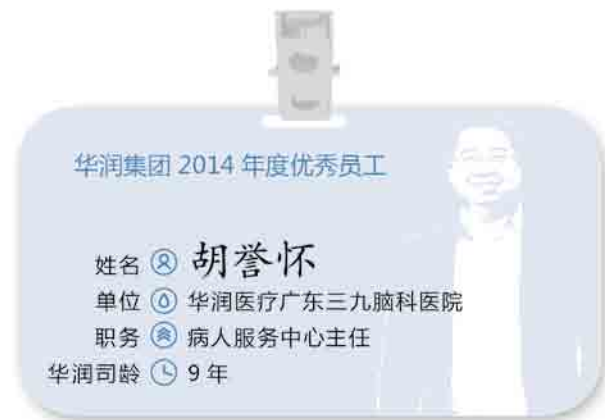 华润集团 2014 年度优秀员工
姓名 胡誉怀
单位 华润医疗广东三九脑科医院
职务 病人服务中心主任
华润司龄 9 年